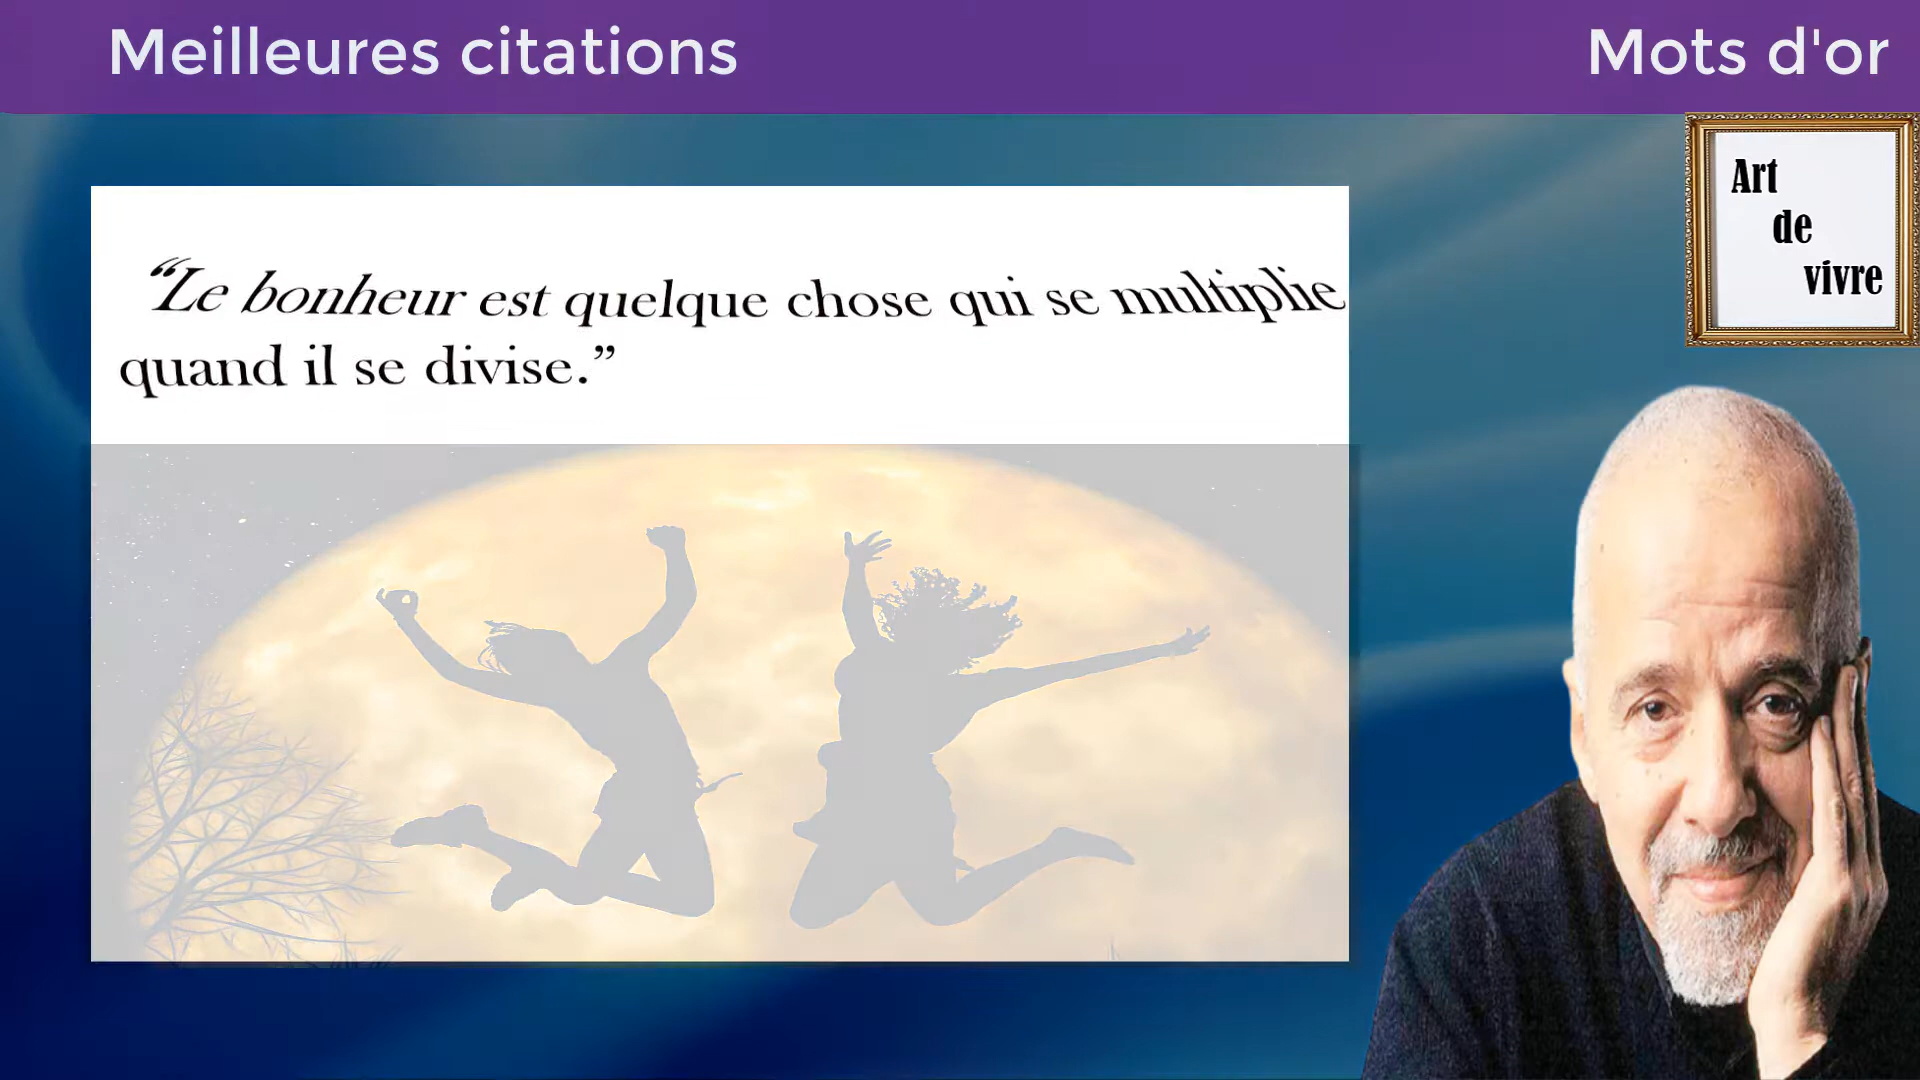 Meilleures citations
Mots d'or
Art
de
vivre
“Le bonheur est quelque chose qui se multiplie
quand il se divise.”